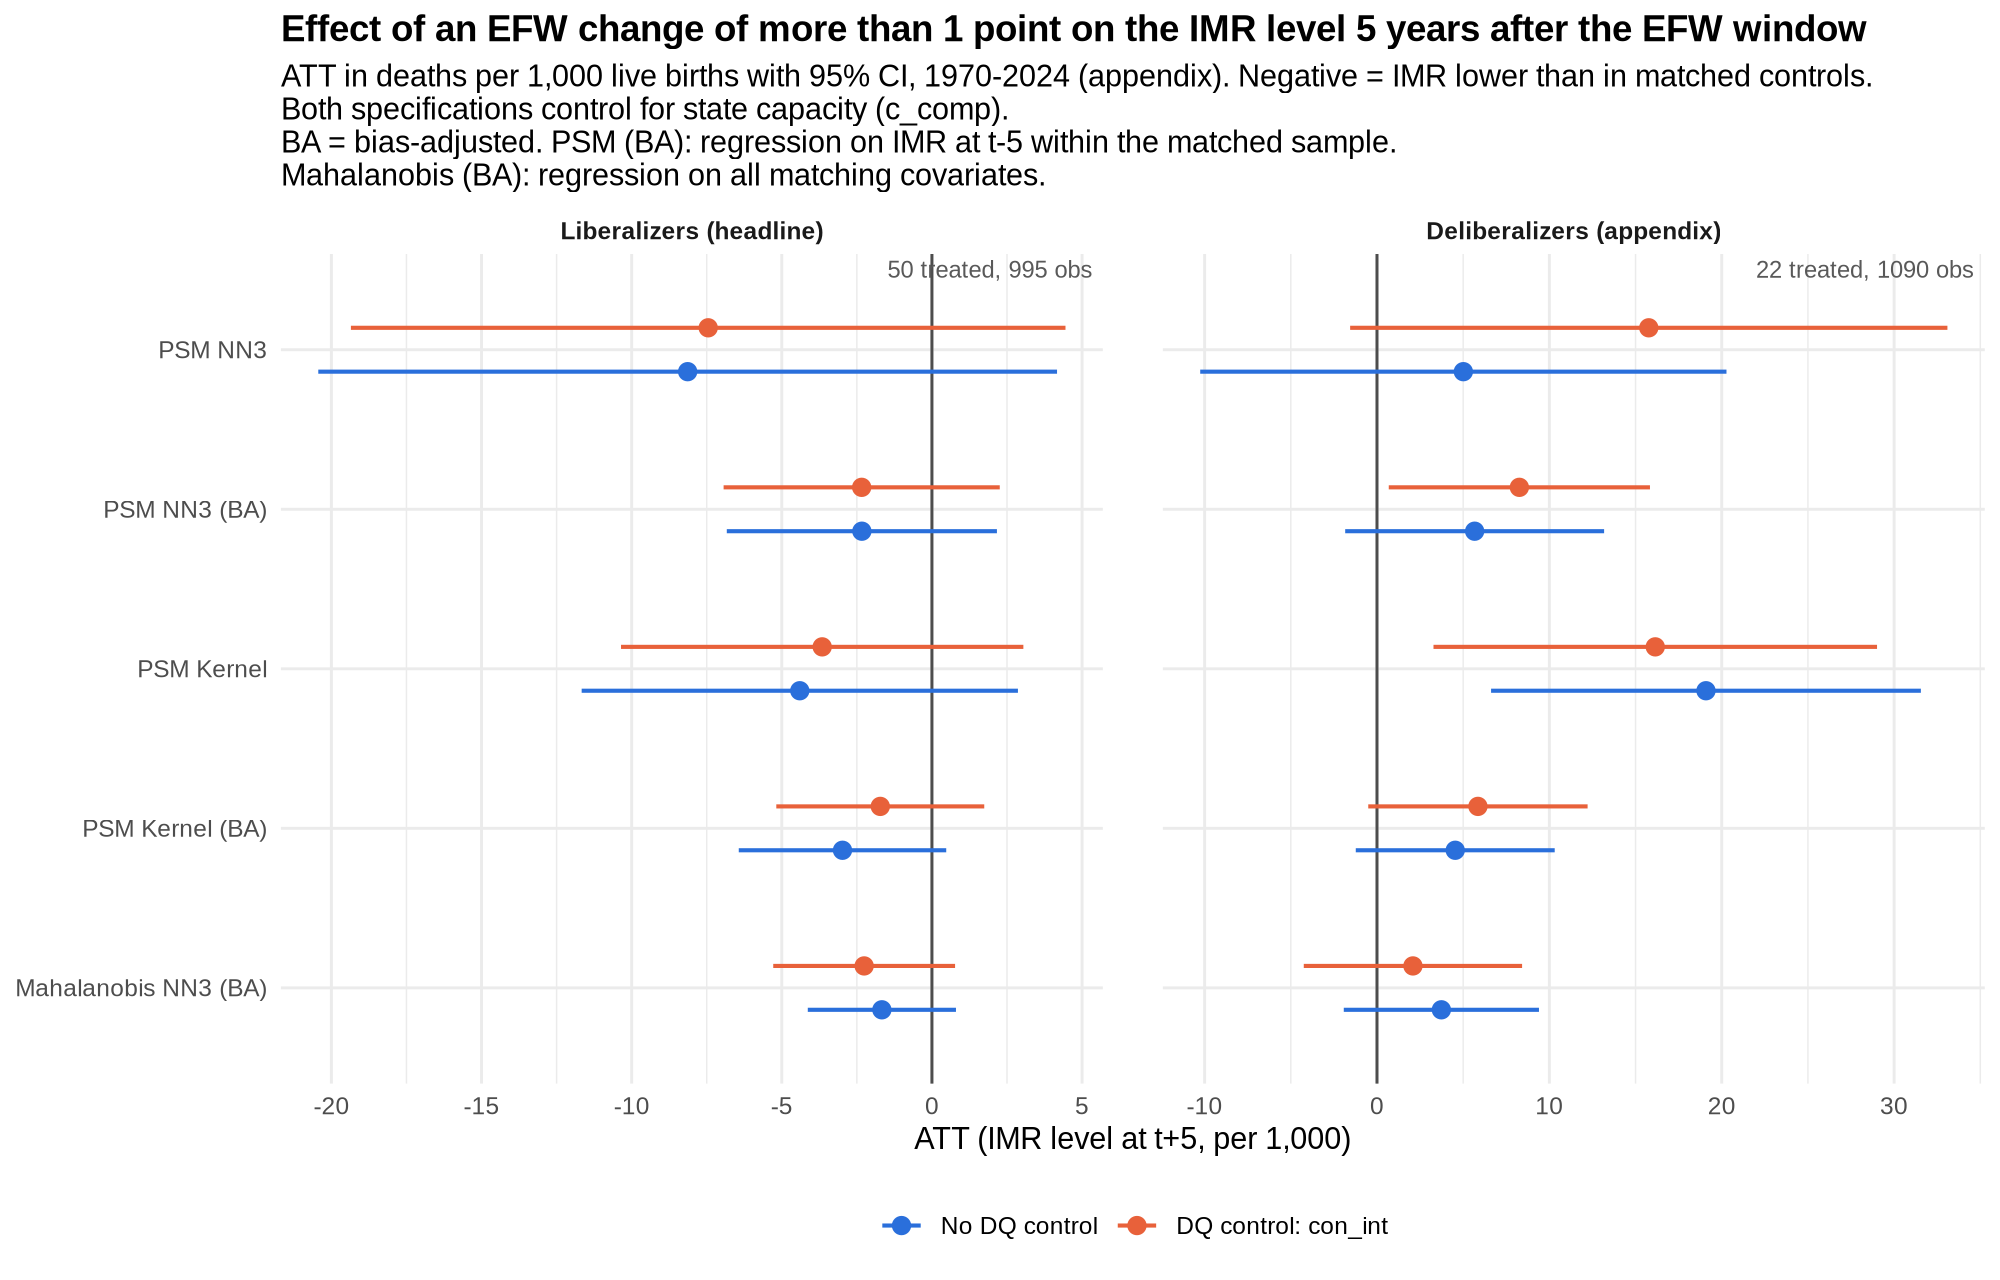 Effect of an EFW change of more than 1 point on the IMR level 5 years after the EFW window
ATT in deaths per 1,000 live births with 95% CI, 1970-2024 (appendix). Negative = IMR lower than in matched controls.
Both specifications control for state capacity (c_comp).
BA = bias-adjusted. PSM (BA): regression on IMR at t-5 within the matched sample.
Mahalanobis (BA): regression on all matching covariates.
Liberalizers (headline)
Deliberalizers (appendix)
50 treated, 995 obs
22 treated, 1090 obs
PSM NN3
PSM NN3 (BA)
PSM Kernel
PSM Kernel (BA)
Mahalanobis NN3 (BA)
-20 -15 -10 -5 0 5
-10 0 10 20 30
ATT (IMR level at t+5, per 1,000)
No DQ control DQ control: con_int